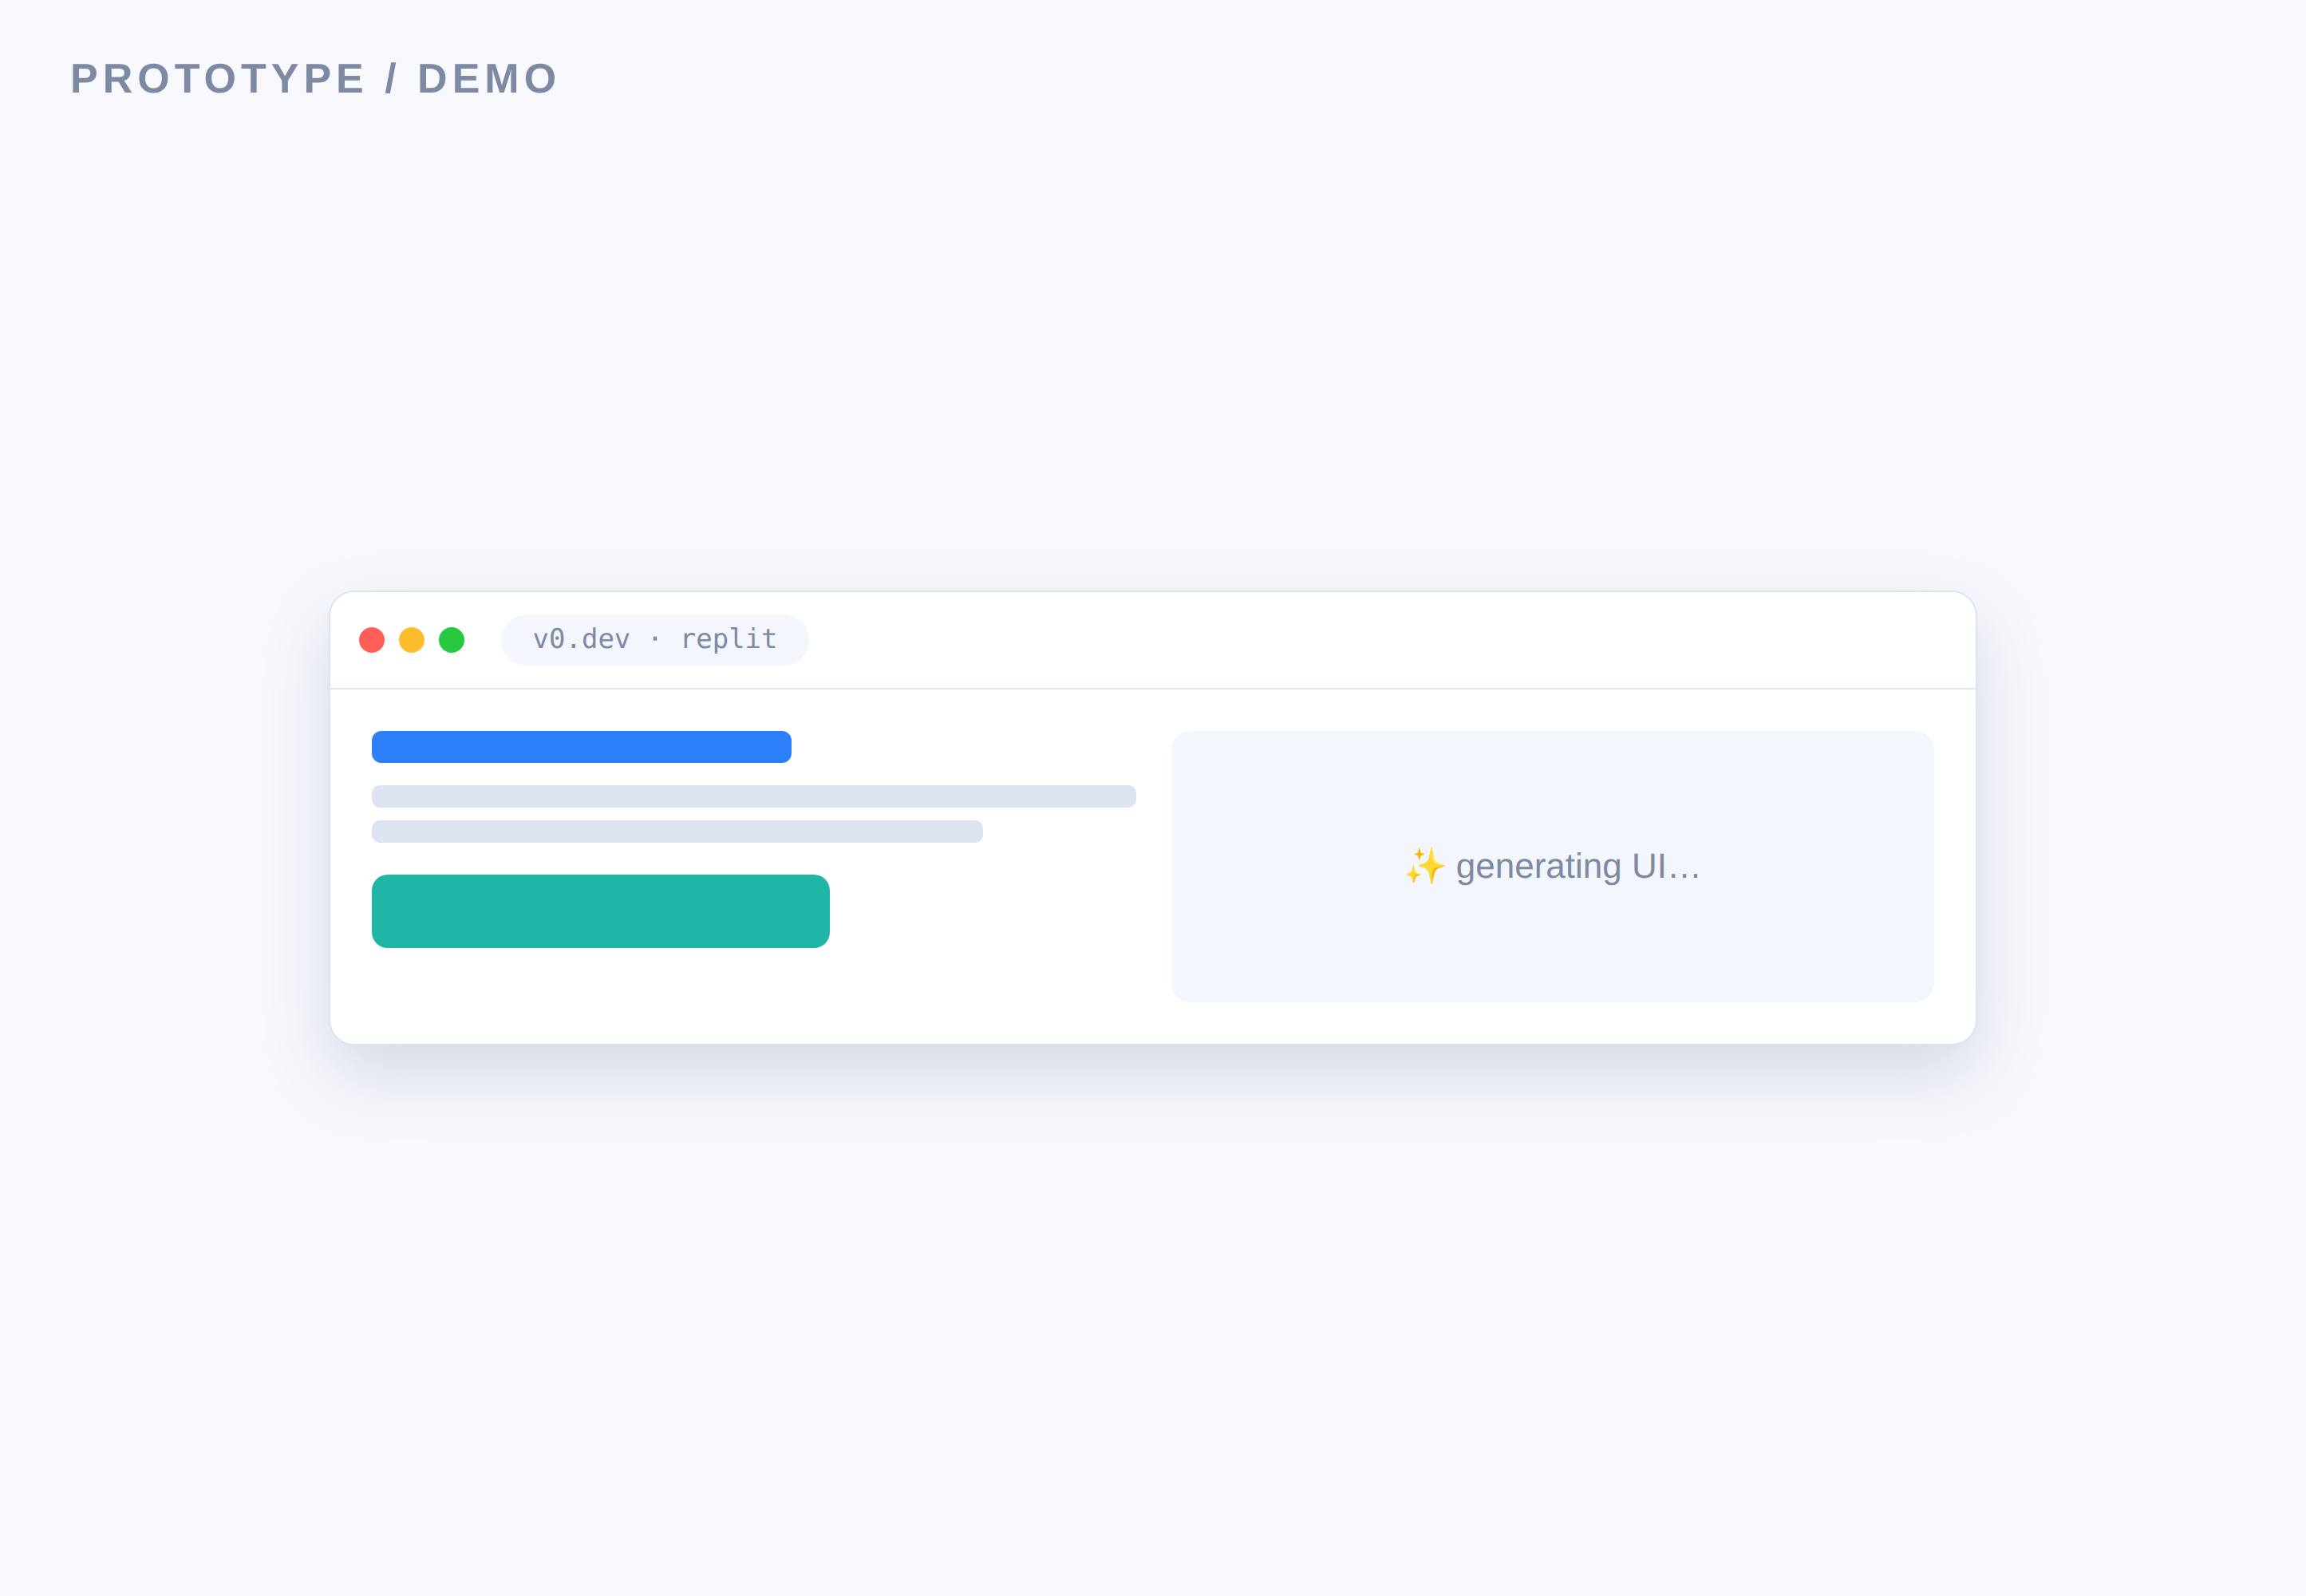 PROTOTYPE / DEMO
v0.dev · replit
✨ generating UI…